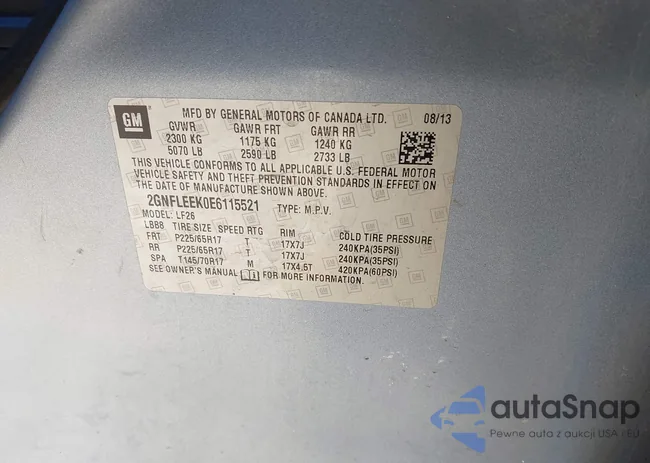 GM
MFD BY GENERAL MOTORS OF CANADA LTD. 08/13
GVWR GAWR FRT GAWR RR
2300 KG 1175 KG 1240 KG
5070 LB 2590 LB 2733 LB
THIS VEHICLE CONFORMS TO ALL APPLICABLE U.S. FEDERAL MOTOR
VEHICLE SAFETY AND THEFT PREVENTION STANDARDS IN EFFECT ON
THE DATE OF MANUFACTURE SHOWN ABOVE.
2GNFLEEK0E6115521 TYPE: M.P.V.
MODEL: LF26
LBB8 TIRE SIZE SPEED RTG RIM COLD TIRE PRESSURE
FRT P225/65R17 T 17X7J 240KPA(35PSI)
RR P225/65R17 T 17X7J 240KPA(35PSI)
SPA T145/70R17 M 17X4.5T 420KPA(60PSI)
SEE OWNER'S MANUAL FOR MORE INFORMATION.
autaSnap
Pewne auta z aukcji USA i EU